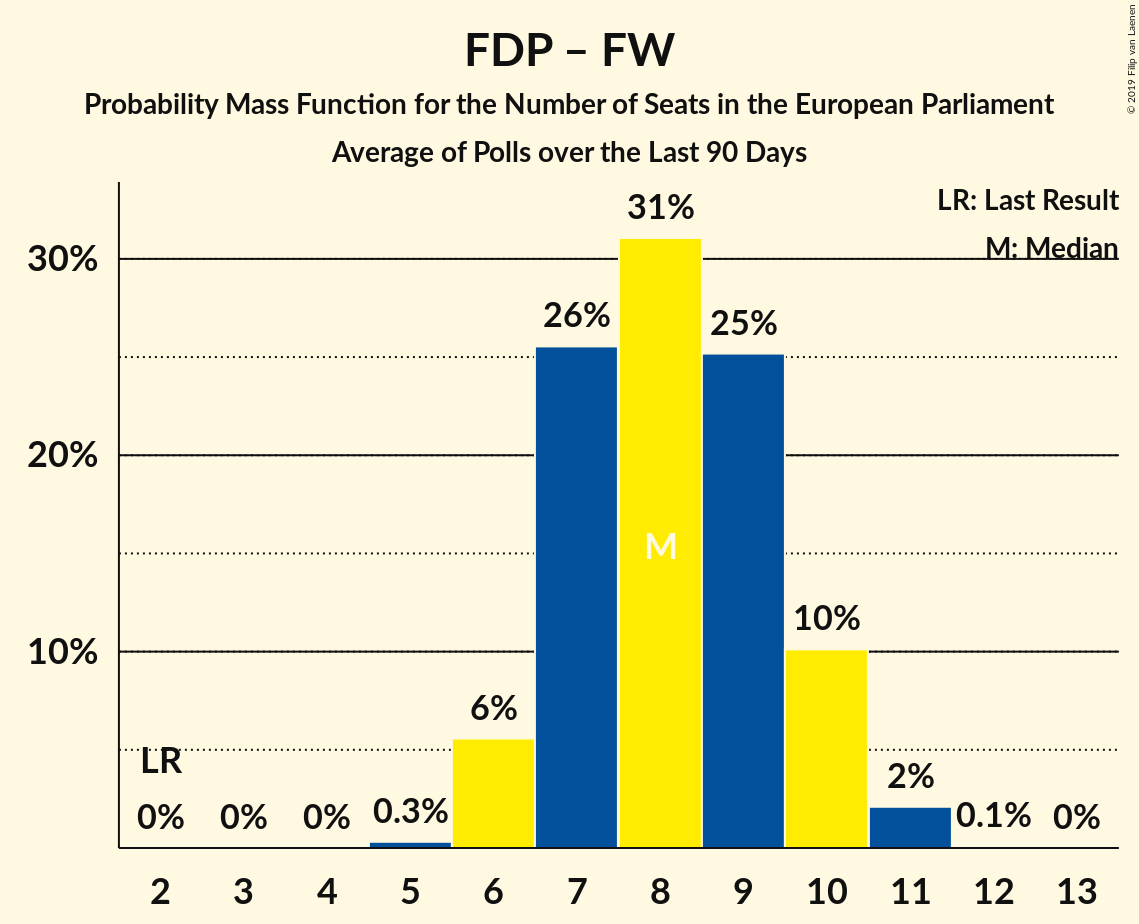 FDP – FW
Probability Mass Function for the Number of Seats in the European Parliament
Average of Polls over the Last 90 Days
© 2019 Filip van Laenen
LR: Last Result
M: Median
31%
30%
26%
25%
20%
M
10%
10%
6%
LR
2%
0%
0%
0%
0.3%
0.1%
0%
2 3 4 5 6 7 8 9 10 11 12 13